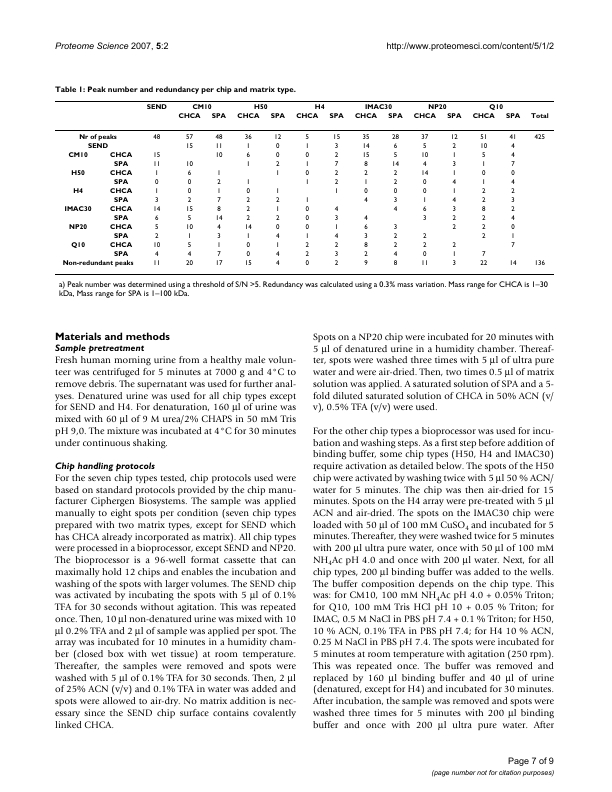 Proteome Science 2007, 5:2
http://www.proteomesci.com/content/5/1/2
Table 1: Peak number and redundancy per chip and matrix type.
SEND CM10 H50 H4 IMAC30 NP20 Q10
CHCA SPA CHCA SPA CHCA SPA CHCA SPA CHCA SPA CHCA SPA Total
Nr of peaks 48 57 48 36 12 5 15 35 28 37 12 51 41 425
SEND 15 11 1 0 1 3 14 6 5 2 10 4
CM10 CHCA 15 10 6 0 0 2 15 5 10 1 5 4
SPA 11 10 1 2 1 7 8 14 4 3 1 7
H50 CHCA 1 6 1 1 0 2 2 2 14 1 0 0
SPA 0 0 2 1 1 2 1 2 0 4 1 4
H4 CHCA 1 0 1 0 1 1 0 0 0 1 2 2
SPA 3 2 7 2 2 1 4 3 1 4 2 3
IMAC30 CHCA 14 15 8 2 1 0 4 4 6 3 8 2
SPA 6 5 14 2 2 0 3 4 3 2 2 4
NP20 CHCA 5 10 4 14 0 0 1 6 3 2 2 0
SPA 2 1 3 1 4 1 4 3 2 2 2 1
Q10 CHCA 10 5 1 0 1 2 2 8 2 2 2 7
SPA 4 4 7 0 4 2 3 2 4 0 1 7
Non-redundant peaks 11 20 17 15 4 0 2 9 8 11 3 22 14 136
a) Peak number was determined using a threshold of S/N >5. Redundancy was calculated using a 0.3% mass variation. Mass range for CHCA is 1–30
kDa, Mass range for SPA is 1–100 kDa.
Materials and methods
Sample pretreatment
Fresh human morning urine from a healthy male volun-
teer was centrifuged for 5 minutes at 7000 g and 4°C to
remove debris. The supernatant was used for further anal-
yses. Denatured urine was used for all chip types except
for SEND and H4. For denaturation, 160 μl of urine was
mixed with 60 μl of 9 M urea/2% CHAPS in 50 mM Tris
pH 9,0. The mixture was incubated at 4°C for 30 minutes
under continuous shaking.
Chip handling protocols
For the seven chip types tested, chip protocols used were
based on standard protocols provided by the chip manu-
facturer Ciphergen Biosystems. The sample was applied
manually to eight spots per condition (seven chip types
prepared with two matrix types, except for SEND which
has CHCA already incorporated as matrix). All chip types
were processed in a bioprocessor, except SEND and NP20.
The bioprocessor is a 96-well format cassette that can
maximally hold 12 chips and enables the incubation and
washing of the spots with larger volumes. The SEND chip
was activated by incubating the spots with 5 μl of 0.1%
TFA for 30 seconds without agitation. This was repeated
once. Then, 10 μl non-denatured urine was mixed with 10
μl 0.2% TFA and 2 μl of sample was applied per spot. The
array was incubated for 10 minutes in a humidity cham-
ber (closed box with wet tissue) at room temperature.
Thereafter, the samples were removed and spots were
washed with 5 μl of 0.1% TFA for 30 seconds. Then, 2 μl
of 25% ACN (v/v) and 0.1% TFA in water was added and
spots were allowed to air-dry. No matrix addition is nec-
essary since the SEND chip surface contains covalently
linked CHCA.
Spots on a NP20 chip were incubated for 20 minutes with
5 μl of denatured urine in a humidity chamber. Thereaf-
ter, spots were washed three times with 5 μl of ultra pure
water and were air-dried. Then, two times 0.5 μl of matrix
solution was applied. A saturated solution of SPA and a 5-
fold diluted saturated solution of CHCA in 50% ACN (v/
v), 0.5% TFA (v/v) were used.
For the other chip types a bioprocessor was used for incu-
bation and washing steps. As a first step before addition of
binding buffer, some chip types (H50, H4 and IMAC30)
require activation as detailed below. The spots of the H50
chip were activated by washing twice with 5 μl 50 % ACN/
water for 5 minutes. The chip was then air-dried for 15
minutes. Spots on the H4 array were pre-treated with 5 μl
ACN and air-dried. The spots on the IMAC30 chip were
loaded with 50 μl of 100 mM CuSO4 and incubated for 5
minutes. Thereafter, they were washed twice for 5 minutes
with 200 μl ultra pure water, once with 50 μl of 100 mM
NH4Ac pH 4.0 and once with 200 μl water. Next, for all
chip types, 200 μl binding buffer was added to the wells.
The buffer composition depends on the chip type. This
was: for CM10, 100 mM NH4Ac pH 4.0 + 0.05% Triton;
for Q10, 100 mM Tris HCl pH 10 + 0.05 % Triton; for
IMAC, 0.5 M NaCl in PBS pH 7.4 + 0.1 % Triton; for H50,
10 % ACN, 0.1% TFA in PBS pH 7.4; for H4 10 % ACN,
0.25 M NaCl in PBS pH 7.4. The spots were incubated for
5 minutes at room temperature with agitation (250 rpm).
This was repeated once. The buffer was removed and
replaced by 160 μl binding buffer and 40 μl of urine
(denatured, except for H4) and incubated for 30 minutes.
After incubation, the sample was removed and spots were
washed three times for 5 minutes with 200 μl binding
buffer and once with 200 μl ultra pure water. After
Page 7 of 9
(page number not for citation purposes)